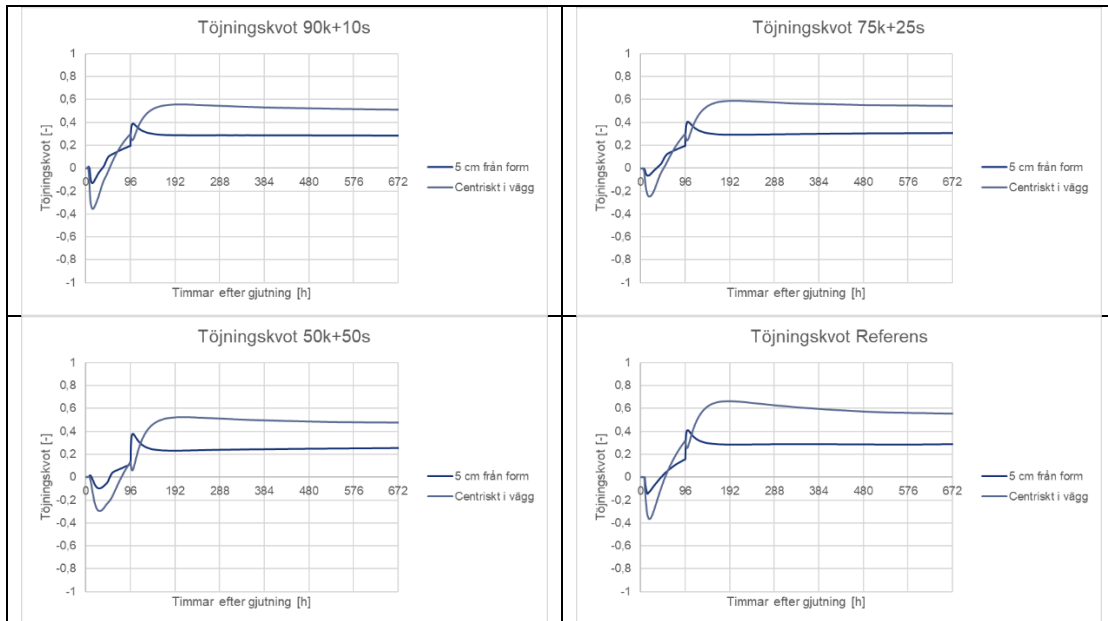 Töjningskvot 90k+10s
1
0,8
0,6
0,4
0,2
0
-0,2
-0,4
-0,6
-0,8
-1
0 96 192 288 384 480 576 672
Töjningskvot [-]
Timmar efter gjutning [h]
5 cm från form
Centriskt i vägg
Töjningskvot 75k+25s
1
0,8
0,6
0,4
0,2
0
-0,2
-0,4
-0,6
-0,8
-1
0 96 192 288 384 480 576 672
Töjningskvot [-]
Timmar efter gjutning [h]
5 cm från form
Centriskt i vägg
Töjningskvot 50k+50s
1
0,8
0,6
0,4
0,2
0
-0,2
-0,4
-0,6
-0,8
-1
0 96 192 288 384 480 576 672
Töjningskvot [-]
Timmar efter gjutning [h]
5 cm från form
Centriskt i vägg
Töjningskvot Referens
1
0,8
0,6
0,4
0,2
0
-0,2
-0,4
-0,6
-0,8
-1
0 96 192 288 384 480 576 672
Töjningskvot [-]
Timmar efter gjutning [h]
5 cm från form
Centriskt i vägg